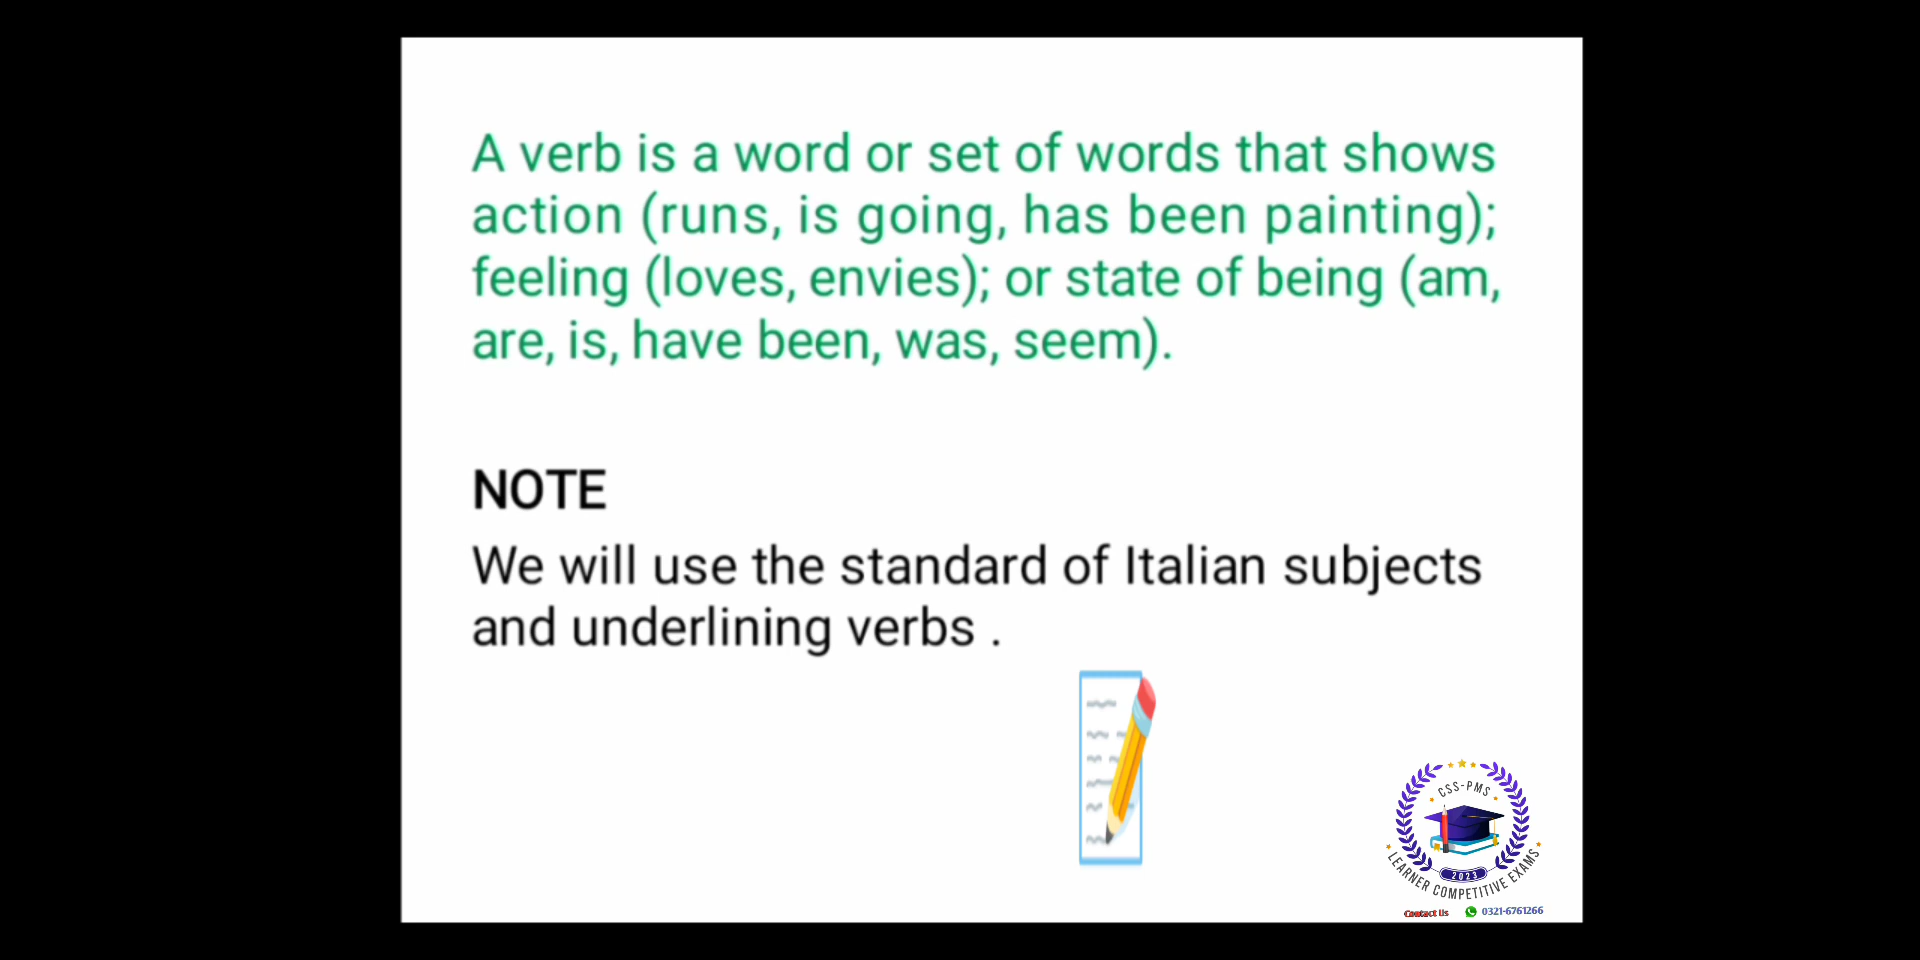 A verb is a word or set of words that shows
action (runs, is going, has been painting);
feeling (loves, envies); or state of being (am,
are, is, have been, was, seem).
NOTE
We will use the standard of Italian subjects
and underlining verbs .
CSS-PMS
2023
LEARNER COMPETITIVE EXAMS
Contact Us 0321-6761266